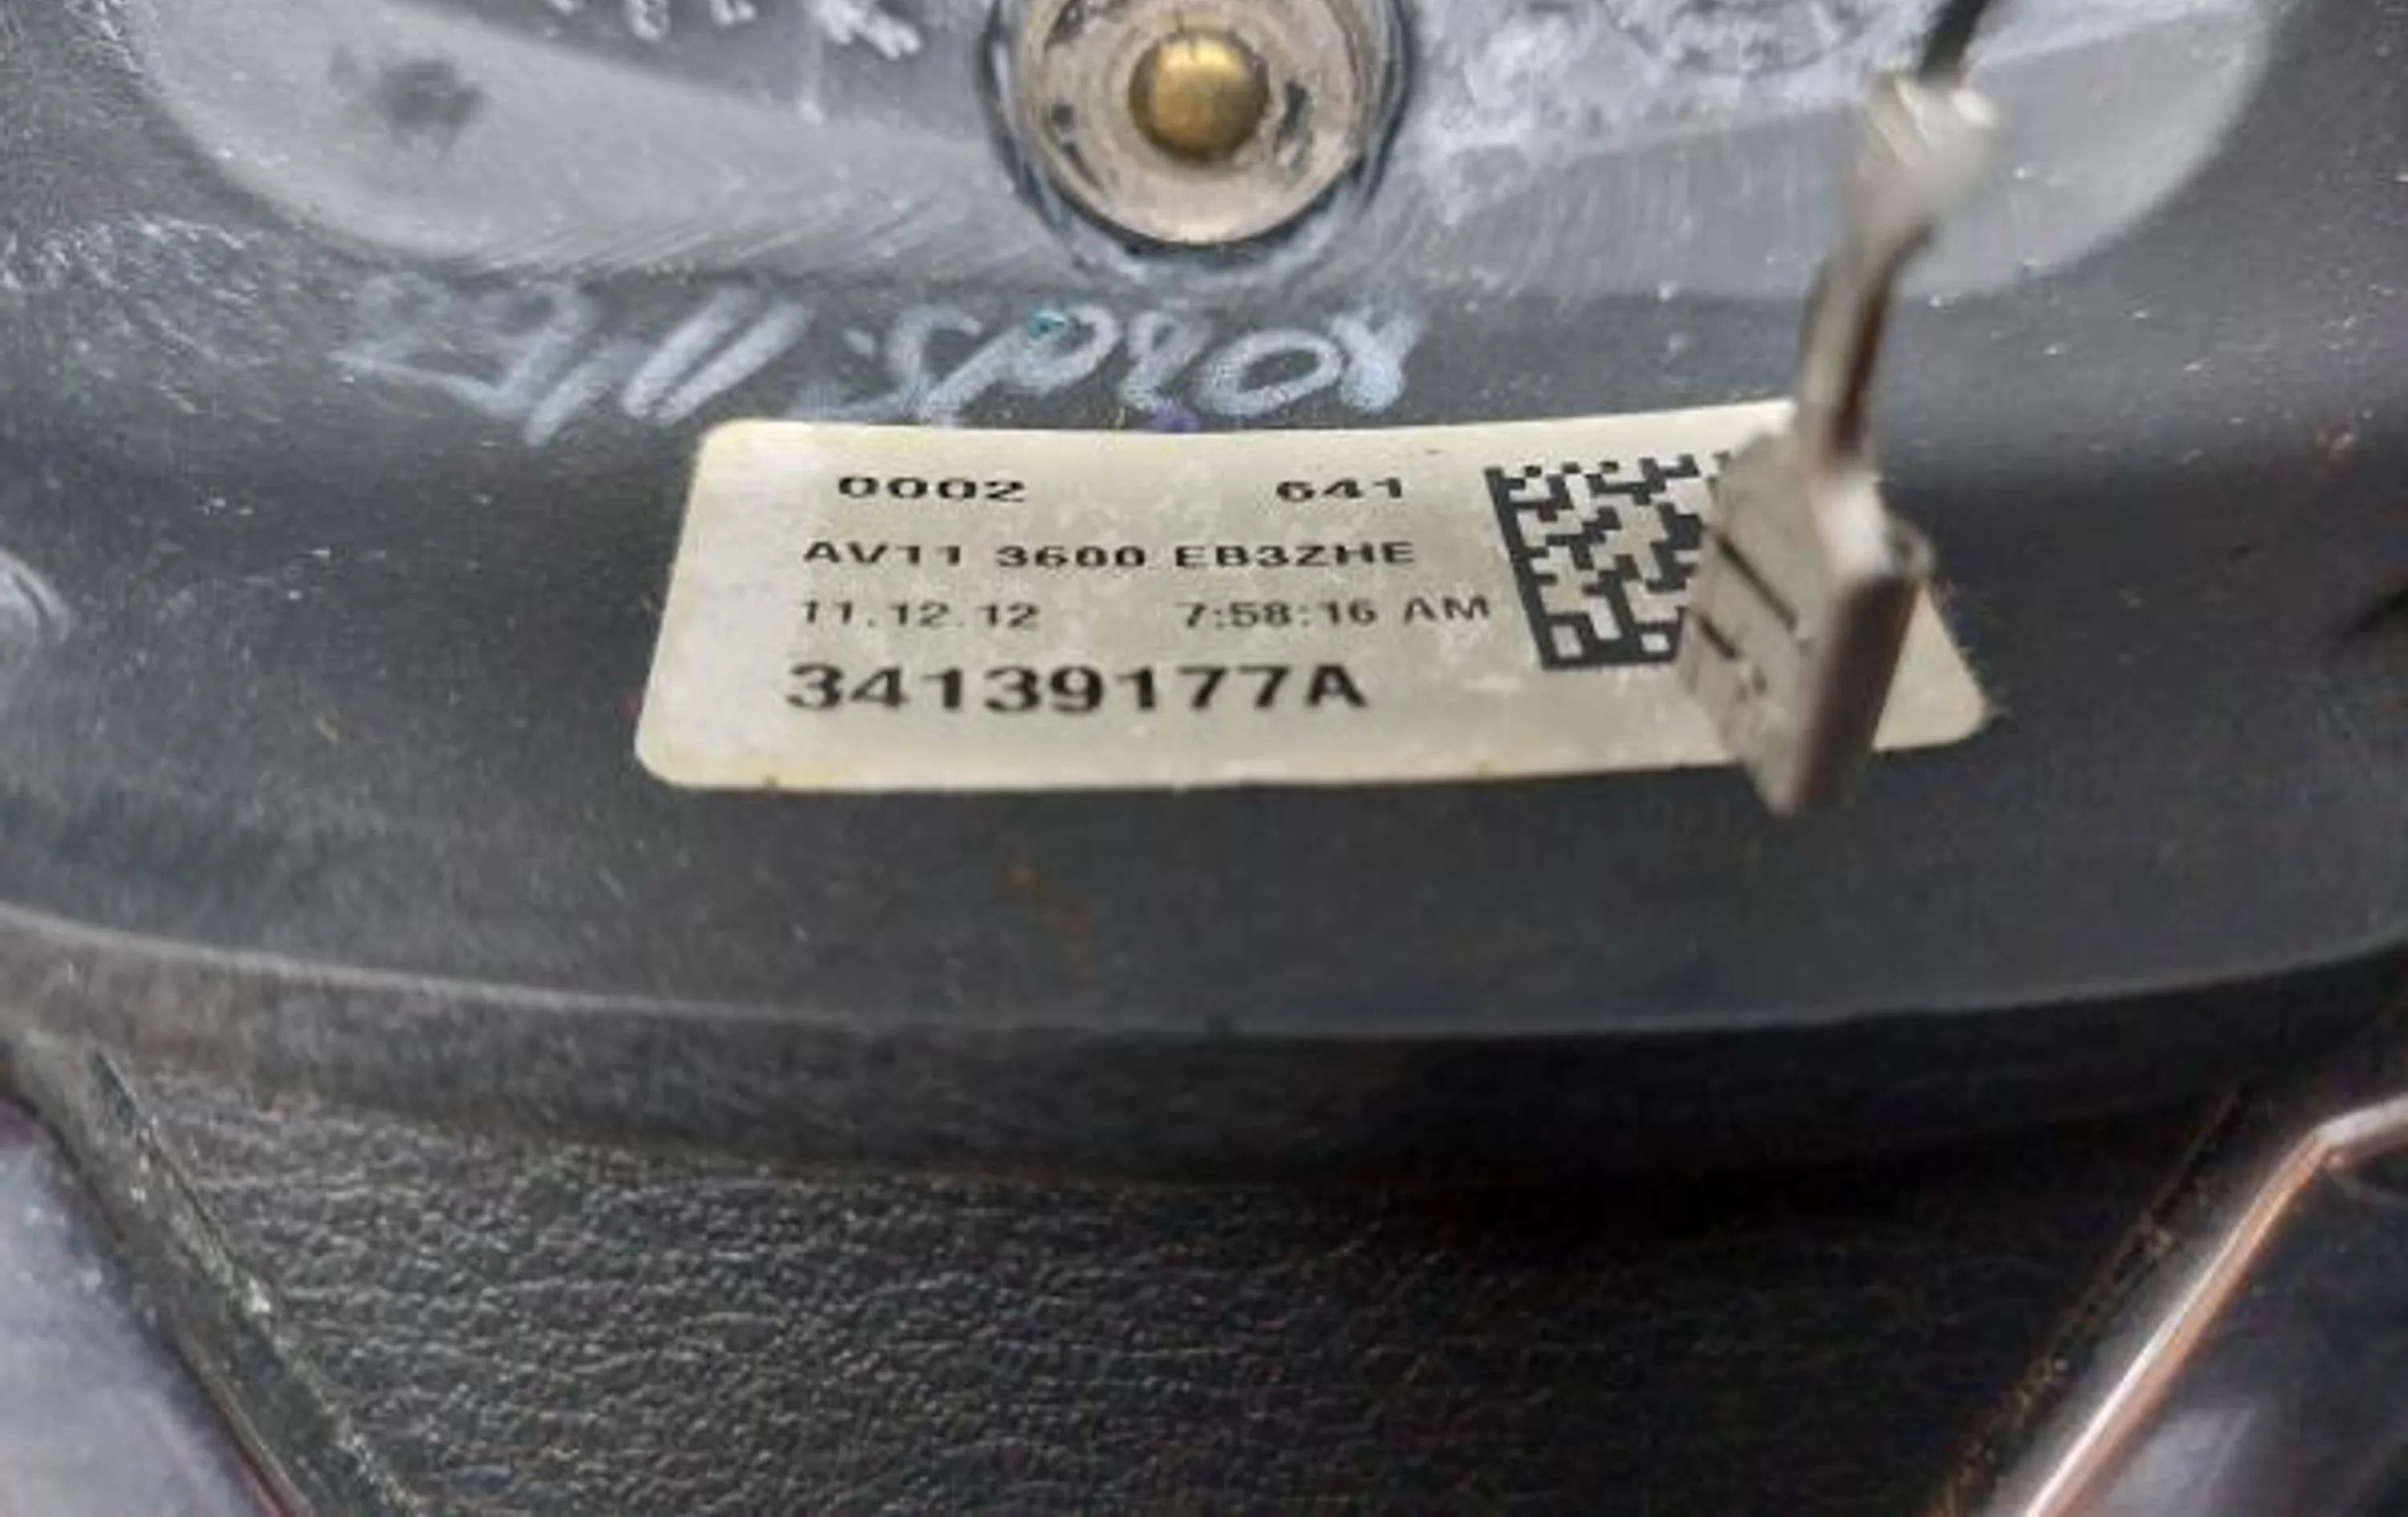 0002 641
AV11 3600 EB3ZHE
11.12.12 7:58:16 AM
34139177A